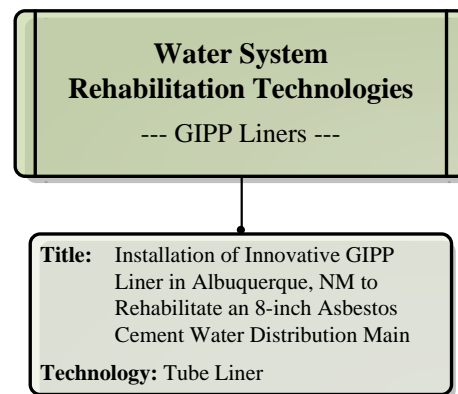 Water System
Rehabilitation Technologies
--- GIPP Liners ---
Title: Installation of Innovative GIPP
Liner in Albuquerque, NM to
Rehabilitate an 8-inch Asbestos
Cement Water Distribution Main
Technology: Tube Liner